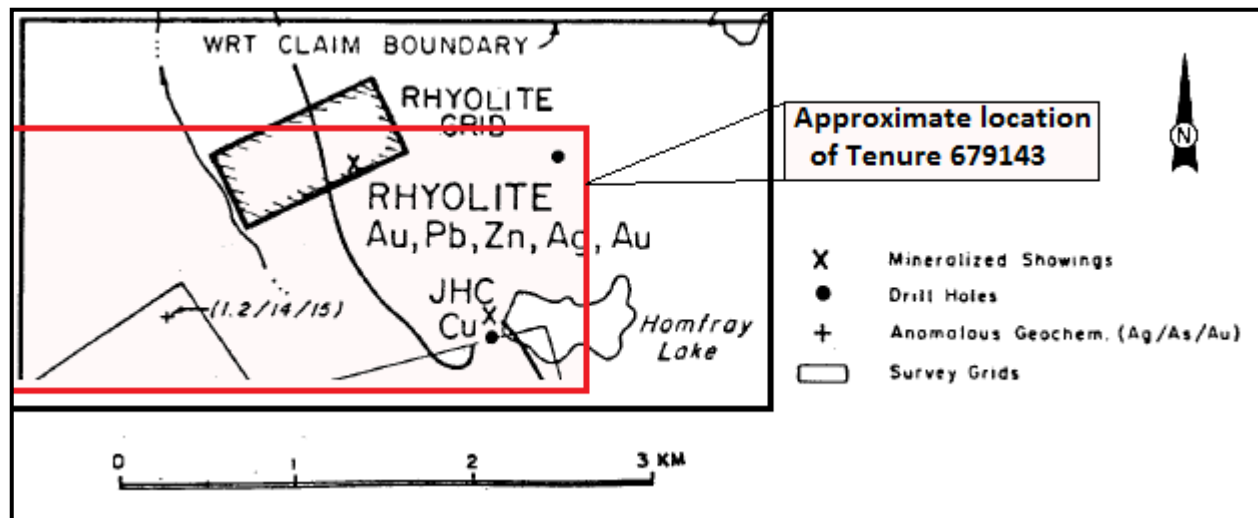 WRT CLAIM BOUNDARY
RHYOLITE
GRID
RHYOLITE
Au, Pb, Zn, Ag, Au
(1.2/14/15)
JHC
Cu
Homfray
Lake
Approximate location
of Tenure 679143
N
X Mineralized Showings
● Drill Holes
+ Anomalous Geochem. (Ag/As/Au)
Survey Grids
0 1 2 3 KM